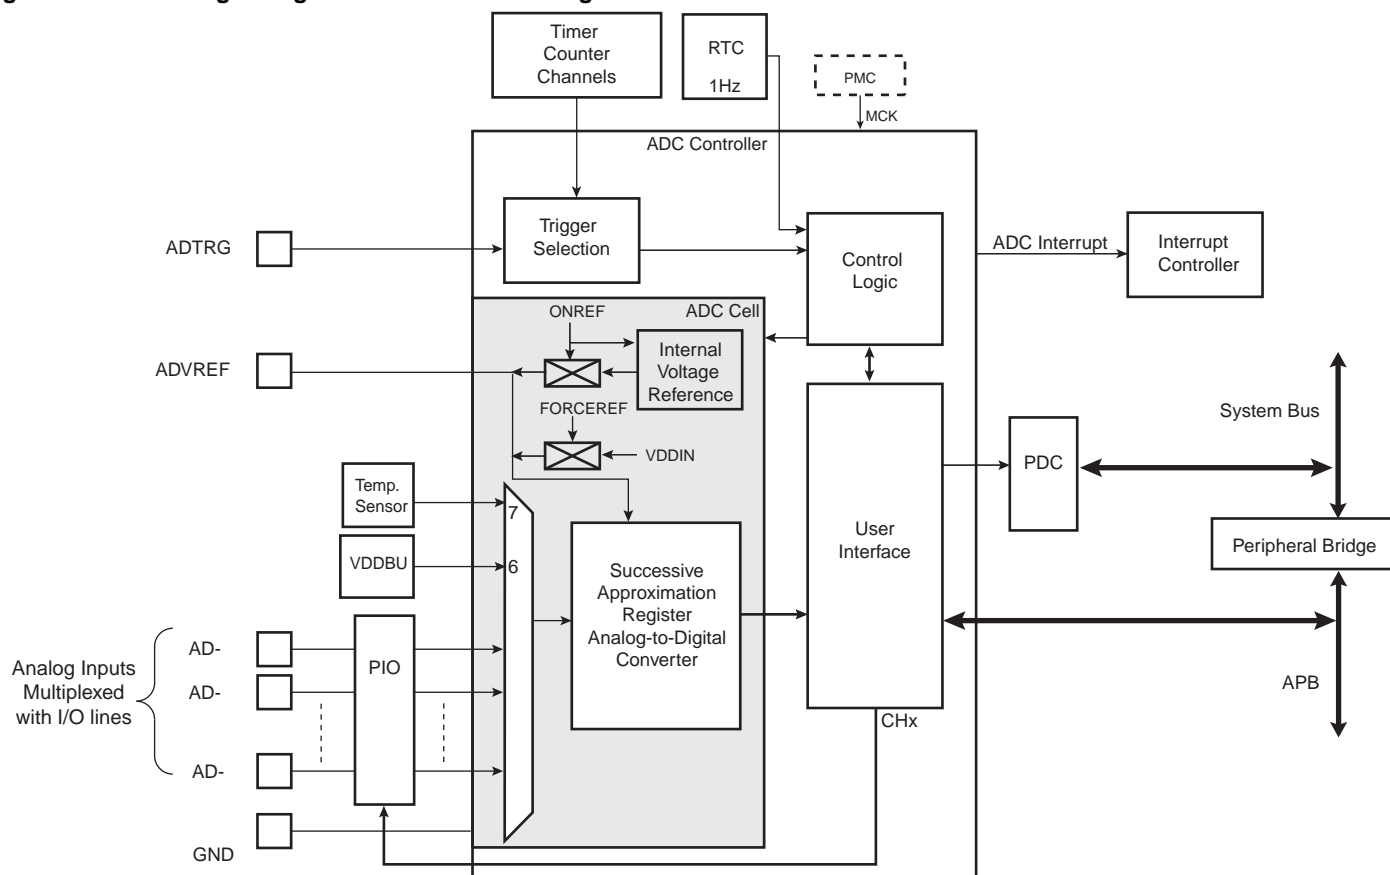 Timer
Counter
Channels
RTC
1Hz
PMC
MCK
ADC Controller
ADTRG
Trigger
Selection
Control
Logic
ADC Interrupt
Interrupt
Controller
ADC Cell
ONREF
Internal
Voltage
Reference
ADVREF
FORCEREF
VDDIN
System Bus
PDC
Temp.
Sensor
7
VDDBU
6
User
Interface
Peripheral Bridge
Successive
Approximation
Register
Analog-to-Digital
Converter
Analog Inputs
Multiplexed
with I/O lines
AD-
AD-
AD-
PIO
APB
CHx
GND